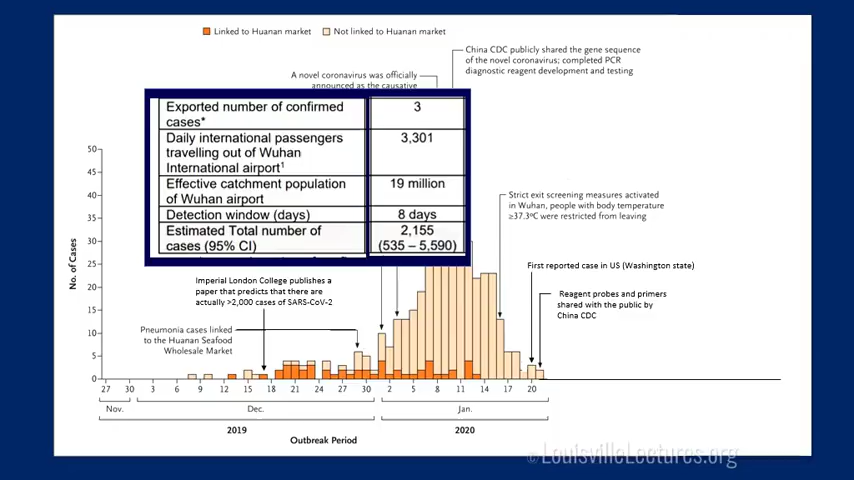 Linked to Huanan market
Not linked to Huanan market
China CDC publicly shared the gene sequence
of the novel coronavirus; completed PCR
diagnostic reagent development and testing
A novel coronavirus was officially
announced as the causative
Exported number of confirmed
cases*
3
Daily international passengers
travelling out of Wuhan
International airport¹
3,301
Effective catchment population
of Wuhan airport
19 million
Detection window (days)
8 days
Estimated Total number of
cases (95% CI)
2,155
(535 – 5,590)
Strict exit screening measures activated
in Wuhan, people with body temperature
≥37.3°C were restricted from leaving
First reported case in US (Washington state)
Reagent probes and primers
shared with the public by
China CDC
Imperial London College publishes a
paper that predicts that there are
actually >2,000 cases of SARS-CoV-2
Pneumonia cases linked
to the Huanan Seafood
Wholesale Market
No. of Cases
50
45
40
35
30
25
20
15
10
5
0
27 30 3 6 9 12 15 18 21 24 27 30 2 5 8 11 14 17 20
Nov. Dec. Jan.
2019 2020
Outbreak Period
© LouisvilleLectures.org